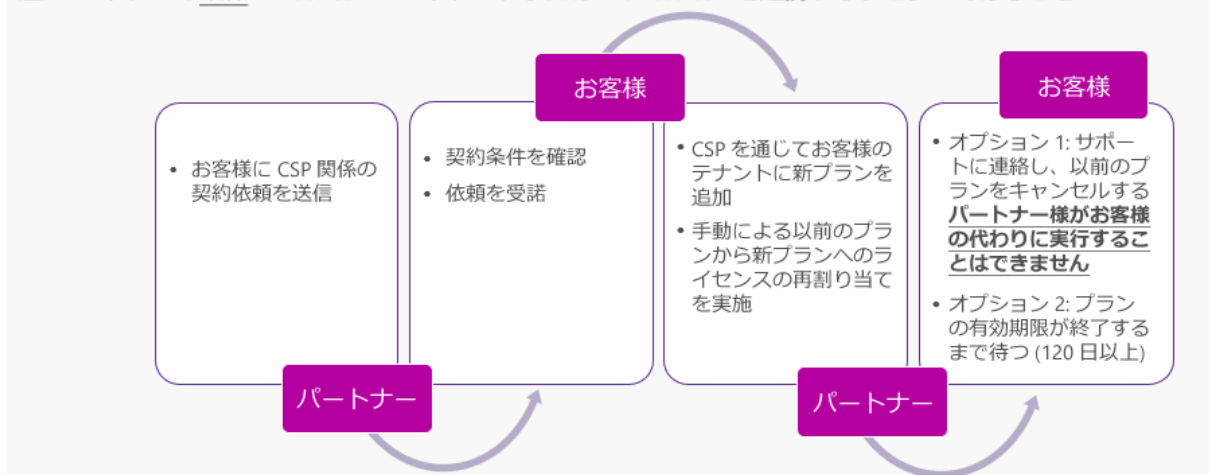 お客様
お客様
• お客様に CSP 関係の
契約依頼を送信
• 契約条件を確認
• 依頼を受諾
• CSP を通じてお客様の
テナントに新プランを
追加
• 手動による以前のプラ
ンから新プランへのラ
イセンスの再割り当て
を実施
• オプション 1: サポー
トに連絡し、以前のプ
ランをキャンセルする
パートナー様がお客様
の代わりに実行するこ
とはできません
• オプション 2: プラン
の有効期限が終了する
まで待つ (120 日以上)
パートナー
パートナー